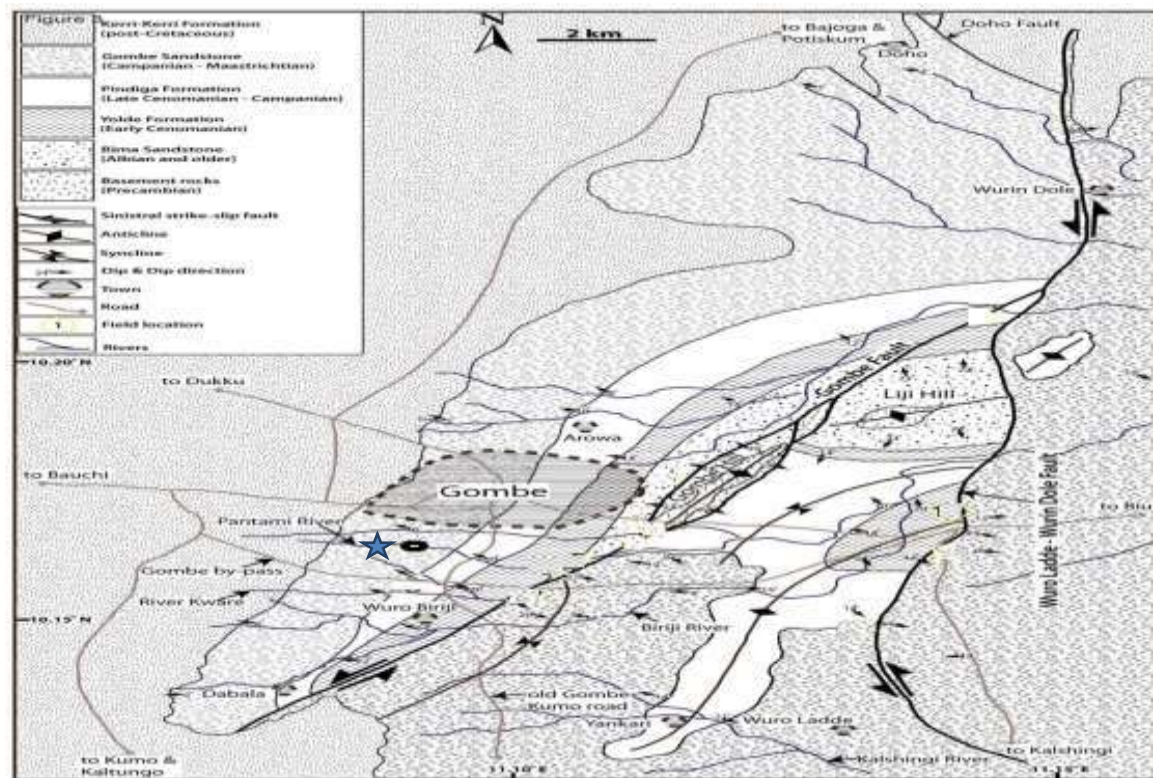 Figure
Kerri-Kerri Formation
(post-Cretaceous)
Gombe Sandstone
(Campanian - Maastrichtian)
Pindiga Formation
(Late Cenomanian - Campanian)
Yolde Formation
(Early Cenomanian)
Bima Sandstone
(Albian and older)
Basement rocks
(Precambrian)
Sinistral strike-slip fault
Anticline
Syncline
Dip & Dip direction
Town
Road
1 Field location
Rivers
N
2 km
to Bajoga &
Potiskum
Doho Fault
Doho
Wurin Dole
10.20° N
to Dukku
Gombe Fault
Liji Hill
Arowa
to Bauchi
Gombe
Gombe
1
to Biu
Pantami River
Wuro Ladde - Wurin Dole Fault
Gombe by-pass
River Kware
Wuro Biriji
10.15° N
Biriji River
Dabala
old Gombe
Kumo road
Yankari
Wuro Ladde
to Kumo &
Kaltungo
11.10° E
Kalshingi River
to Kalshingi
11.15° E